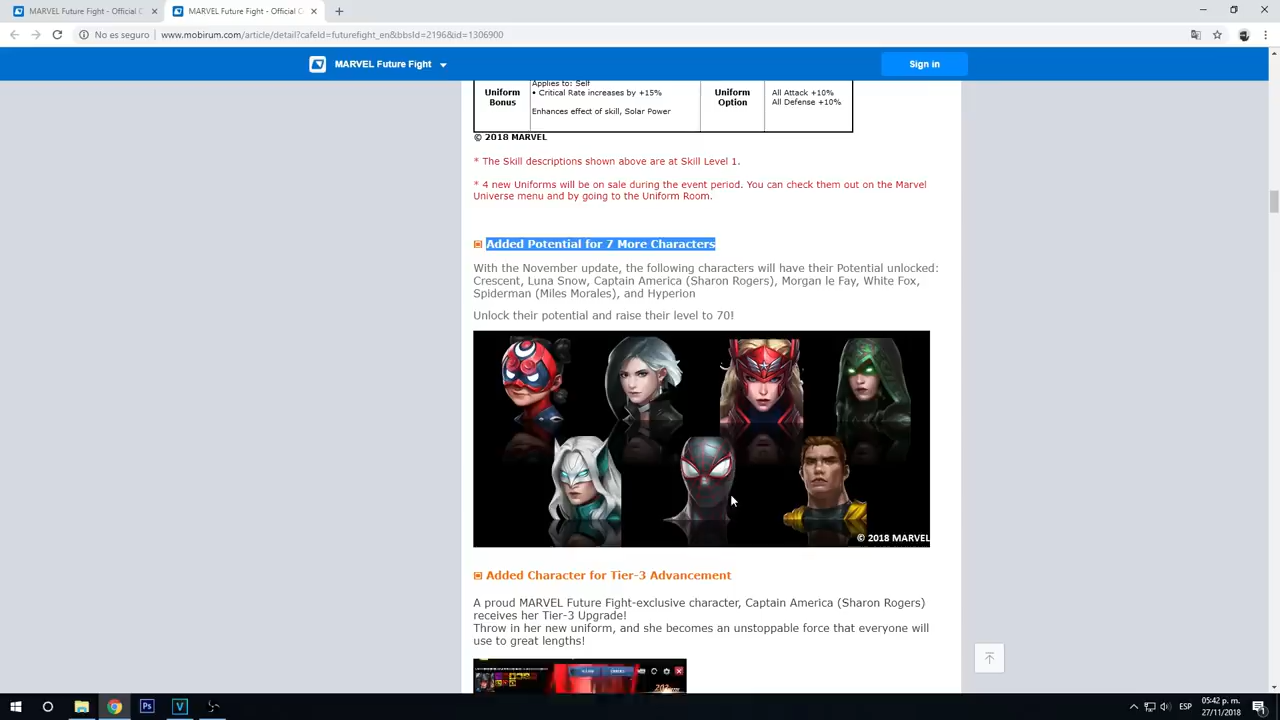 MARVEL Future Fight - Official C
MARVEL Future Fight - Official C
No es seguro
www.mobirum.com/article/detail?cafeId=futurefight_en&bbsId=2196&id=1306900
MARVEL Future Fight
Sign in
Uniform Bonus
Applies to: Self
• Critical Rate increases by +15%
Enhances effect of skill, Solar Power
Uniform Option
All Attack +10%
All Defense +10%
© 2018 MARVEL
* The Skill descriptions shown above are at Skill Level 1.
* 4 new Uniforms will be on sale during the event period. You can check them out on the Marvel
Universe menu and by going to the Uniform Room.
Added Potential for 7 More Characters
With the November update, the following characters will have their Potential unlocked:
Crescent, Luna Snow, Captain America (Sharon Rogers), Morgan le Fay, White Fox,
Spiderman (Miles Morales), and Hyperion
Unlock their potential and raise their level to 70!
© 2018 MARVEL
Added Character for Tier-3 Advancement
A proud MARVEL Future Fight-exclusive character, Captain America (Sharon Rogers)
receives her Tier-3 Upgrade!
Throw in her new uniform, and she becomes an unstoppable force that everyone will
use to great lengths!
ESP
05:42 p. m.
27/11/2018